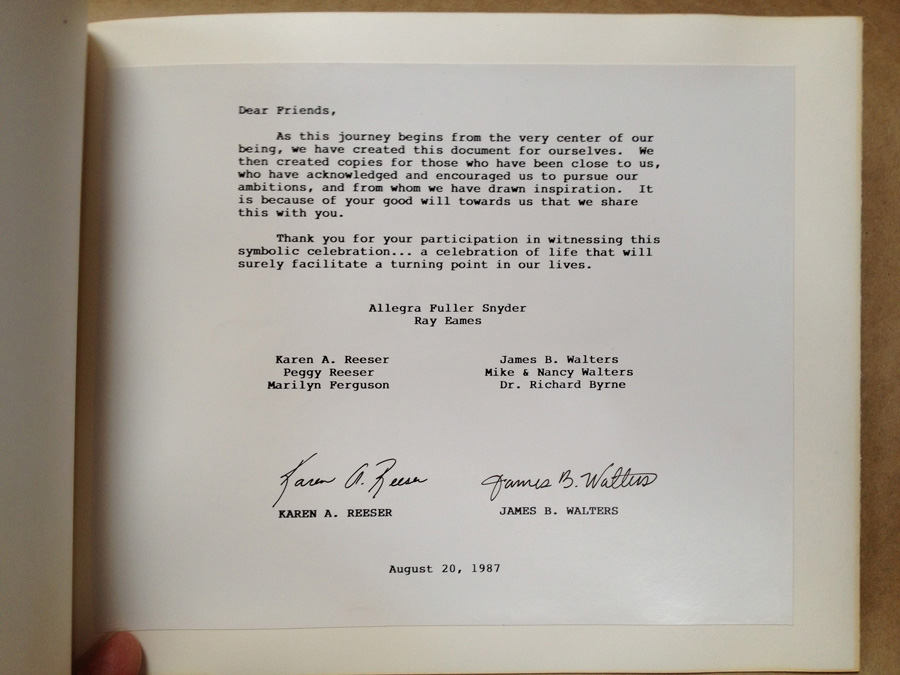 Dear Friends,
As this journey begins from the very center of our
being, we have created this document for ourselves. We
then created copies for those who have been close to us,
who have acknowledged and encouraged us to pursue our
ambitions, and from whom we have drawn inspiration. It
is because of your good will towards us that we share
this with you.
Thank you for your participation in witnessing this
symbolic celebration... a celebration of life that will
surely facilitate a turning point in our lives.
Allegra Fuller Snyder
Ray Eames
Karen A. Reeser
Peggy Reeser
Marilyn Ferguson
James B. Walters
Mike & Nancy Walters
Dr. Richard Byrne
Karen A. Reeser
KAREN A. REESER
James B. Walters
JAMES B. WALTERS
August 20, 1987